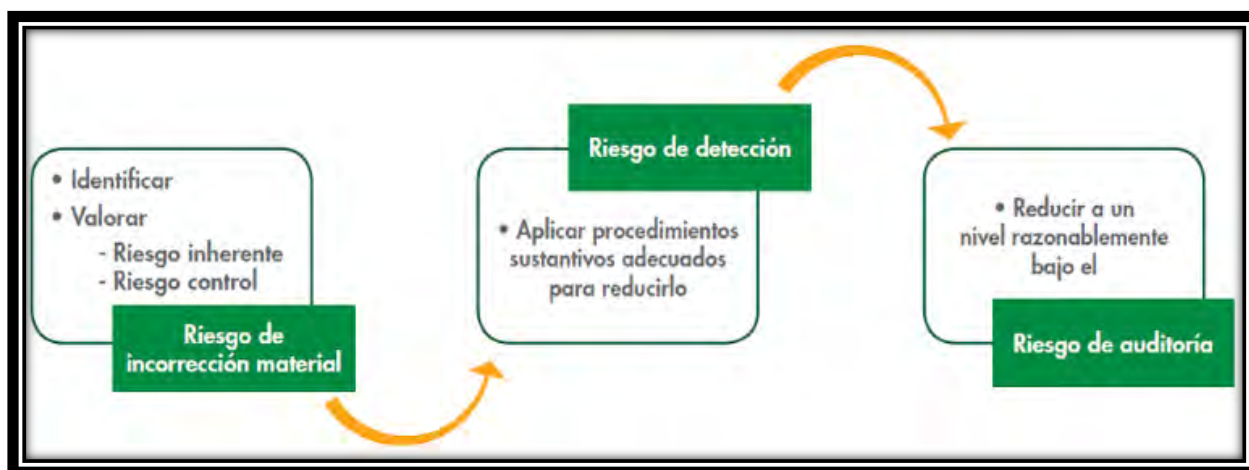 • Identificar
• Valorar
- Riesgo inherente
- Riesgo control
Riesgo de
incorrección material
Riesgo de detección
• Aplicar procedimientos
sustantivos adecuados
para reducirlo
• Reducir a un
nivel razonablemente
bajo el
Riesgo de auditoría